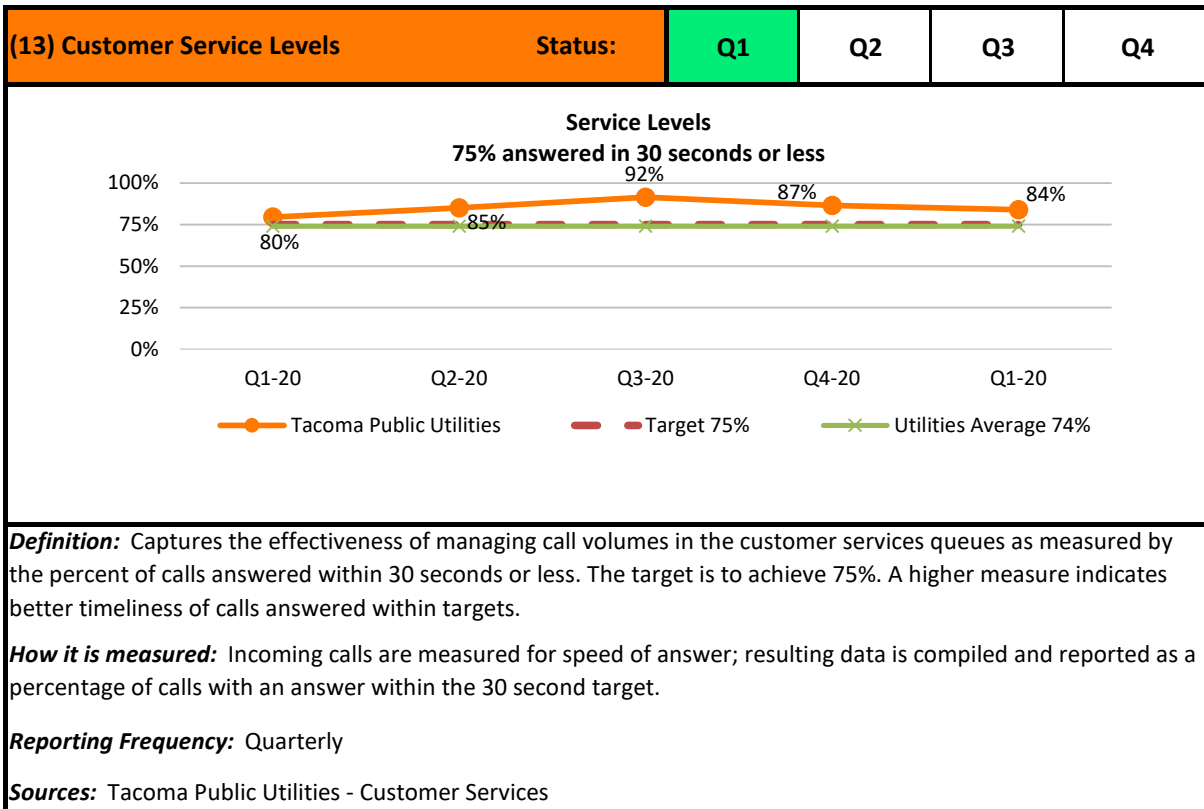 (13) Customer Service Levels Status: Q1 Q2 Q3 Q4
Service Levels
75% answered in 30 seconds or less
100%
75%
50%
25%
0%
80%
85%
92%
87%
84%
Q1-20 Q2-20 Q3-20 Q4-20 Q1-20
Tacoma Public Utilities Target 75% Utilities Average 74%
Definition: Captures the effectiveness of managing call volumes in the customer services queues as measured by
the percent of calls answered within 30 seconds or less. The target is to achieve 75%. A higher measure indicates
better timeliness of calls answered within targets.
How it is measured: Incoming calls are measured for speed of answer; resulting data is compiled and reported as a
percentage of calls with an answer within the 30 second target.
Reporting Frequency: Quarterly
Sources: Tacoma Public Utilities - Customer Services